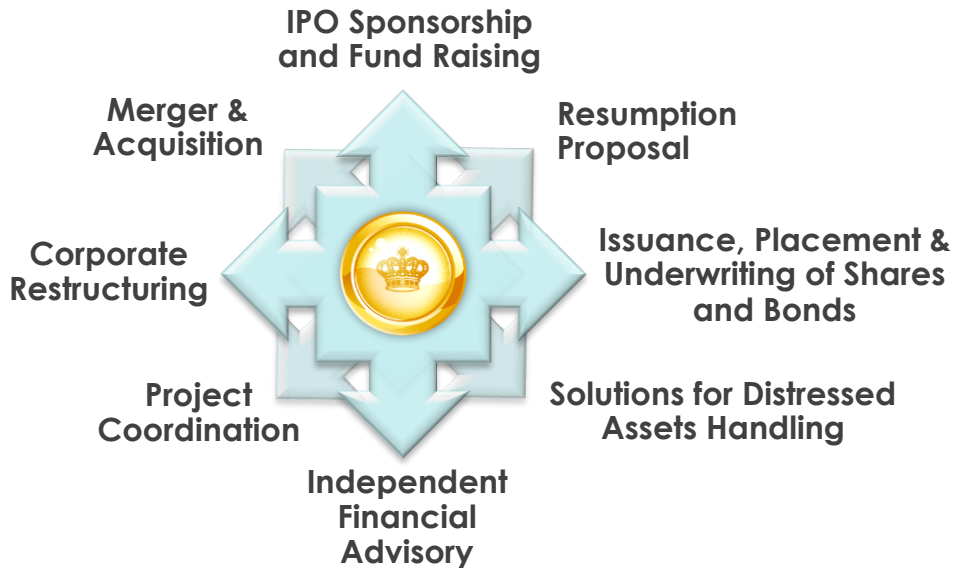 IPO Sponsorship
and Fund Raising
Merger &
Acquisition
Resumption
Proposal
Corporate
Restructuring
Issuance, Placement &
Underwriting of Shares
and Bonds
Project
Coordination
Solutions for Distressed
Assets Handling
Independent
Financial
Advisory